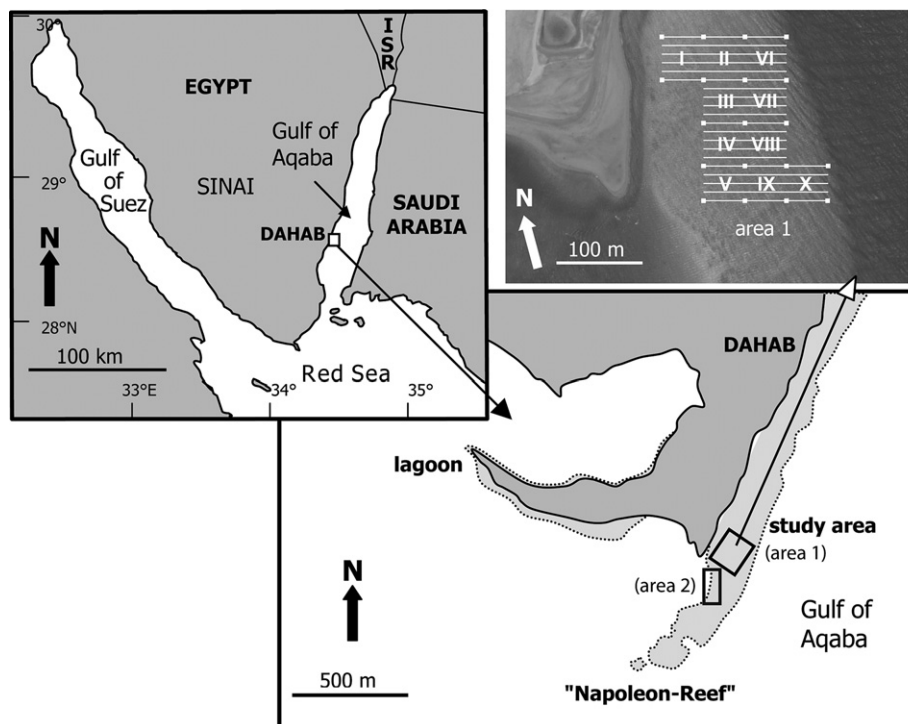 30°
EGYPT
ISR
Gulf of
Aqaba
Gulf
of
Suez
29°
SINAI
SAUDI
ARABIA
DAHAB
N
28°N
100 km
Red Sea
33°E
34°
35°
I II VI
III VII
IV VIII
V IX X
area 1
N
100 m
DAHAB
lagoon
study area
(area 1)
(area 2)
Gulf of
Aqaba
N
500 m
"Napoleon-Reef"